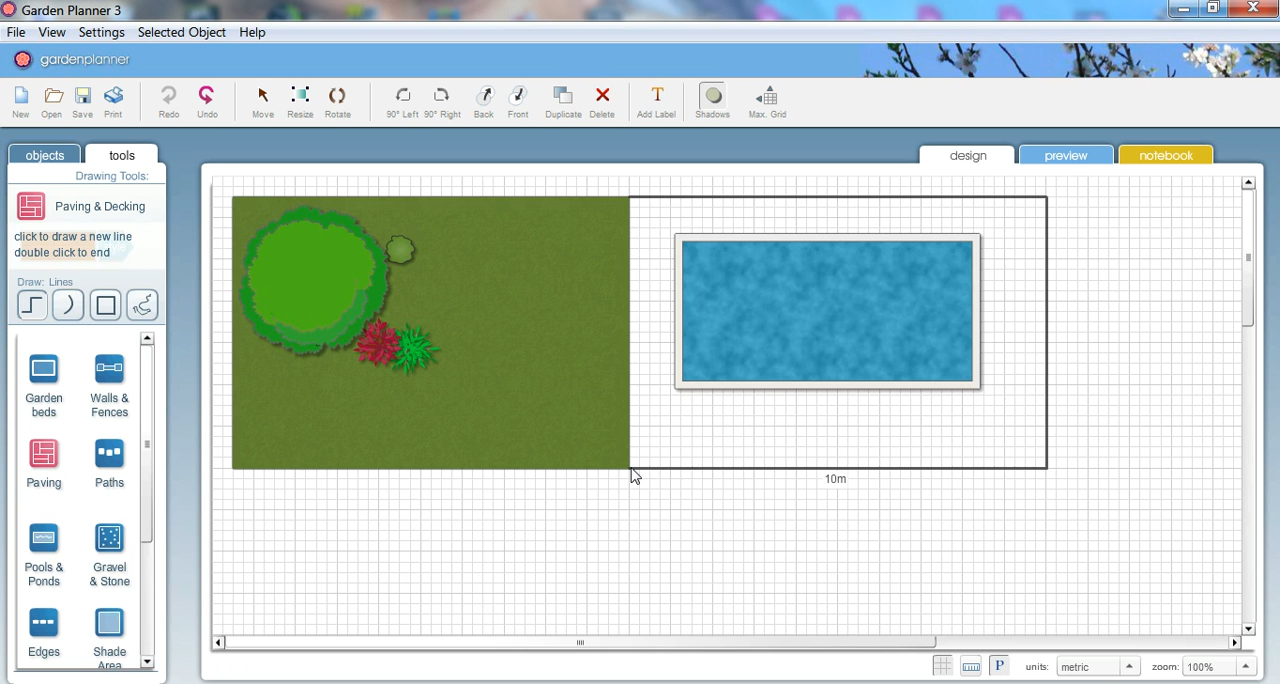 Garden Planner 3
File View Settings Selected Object Help
gardenplanner
New Open Save Print Redo Undo Move Resize Rotate 90° Left 90° Right Back Front Duplicate Delete Add Label Shadows Max. Grid
objects tools
design preview notebook
Drawing Tools:
Paving & Decking
click to draw a new line
double click to end
Draw: Lines
Garden beds
Walls & Fences
Paving
Paths
Pools & Ponds
Gravel & Stone
Edges
Shade Area
10m
P units: metric zoom: 100%